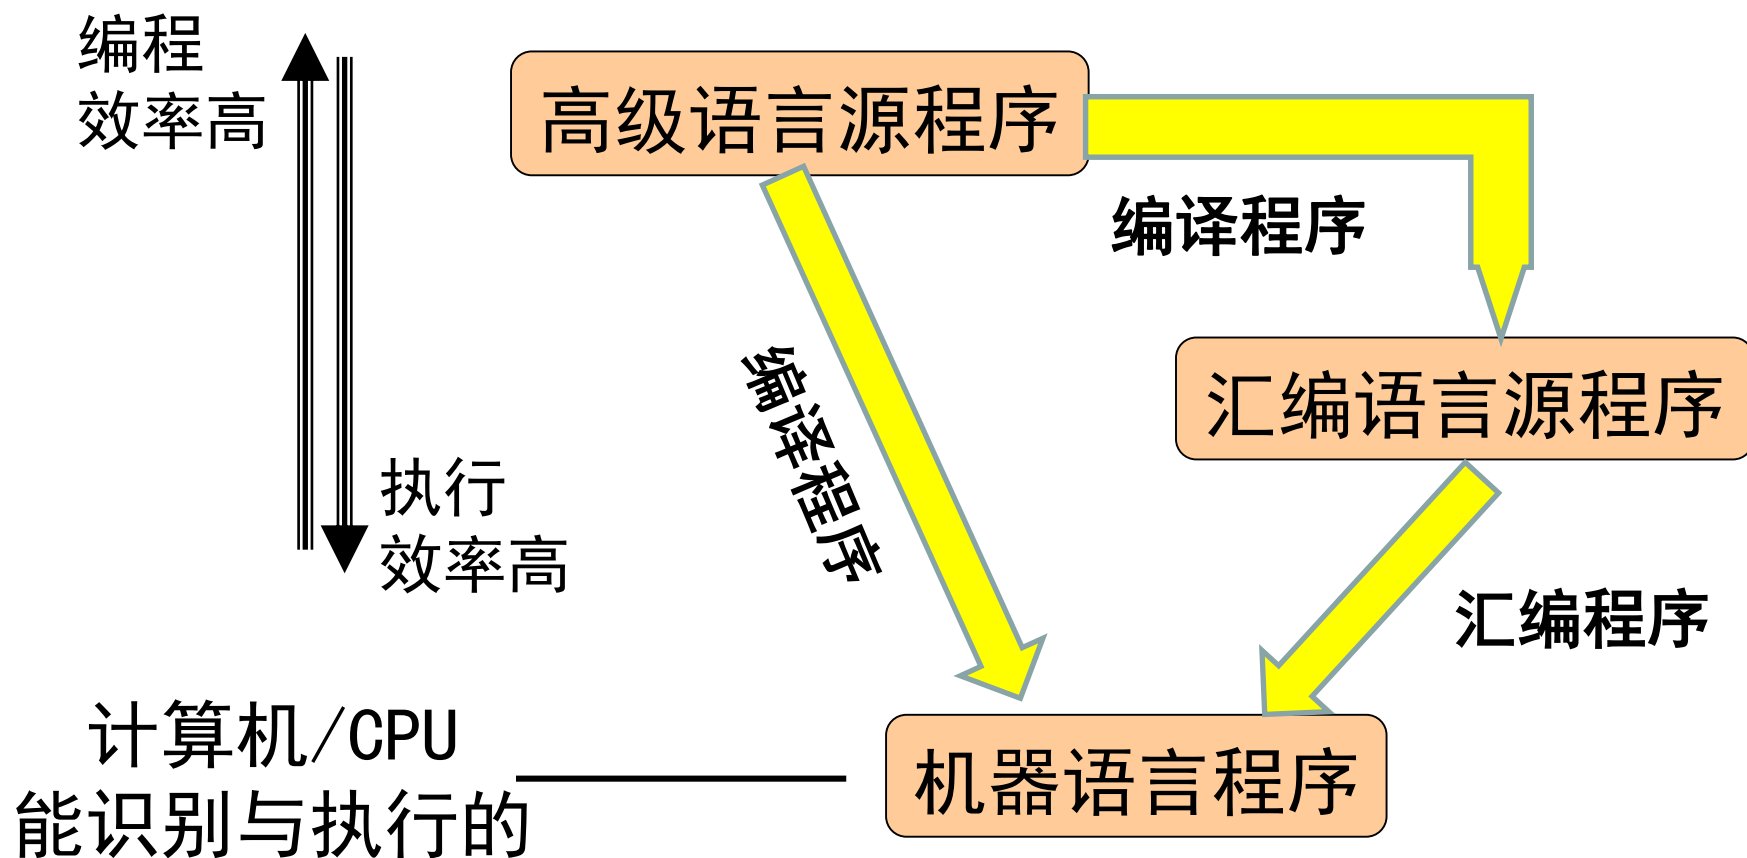 编程
效率高
高级语言源程序
编译程序
编译程序
汇编语言源程序
执行
效率高
汇编程序
计算机/CPU
能识别与执行的
机器语言程序